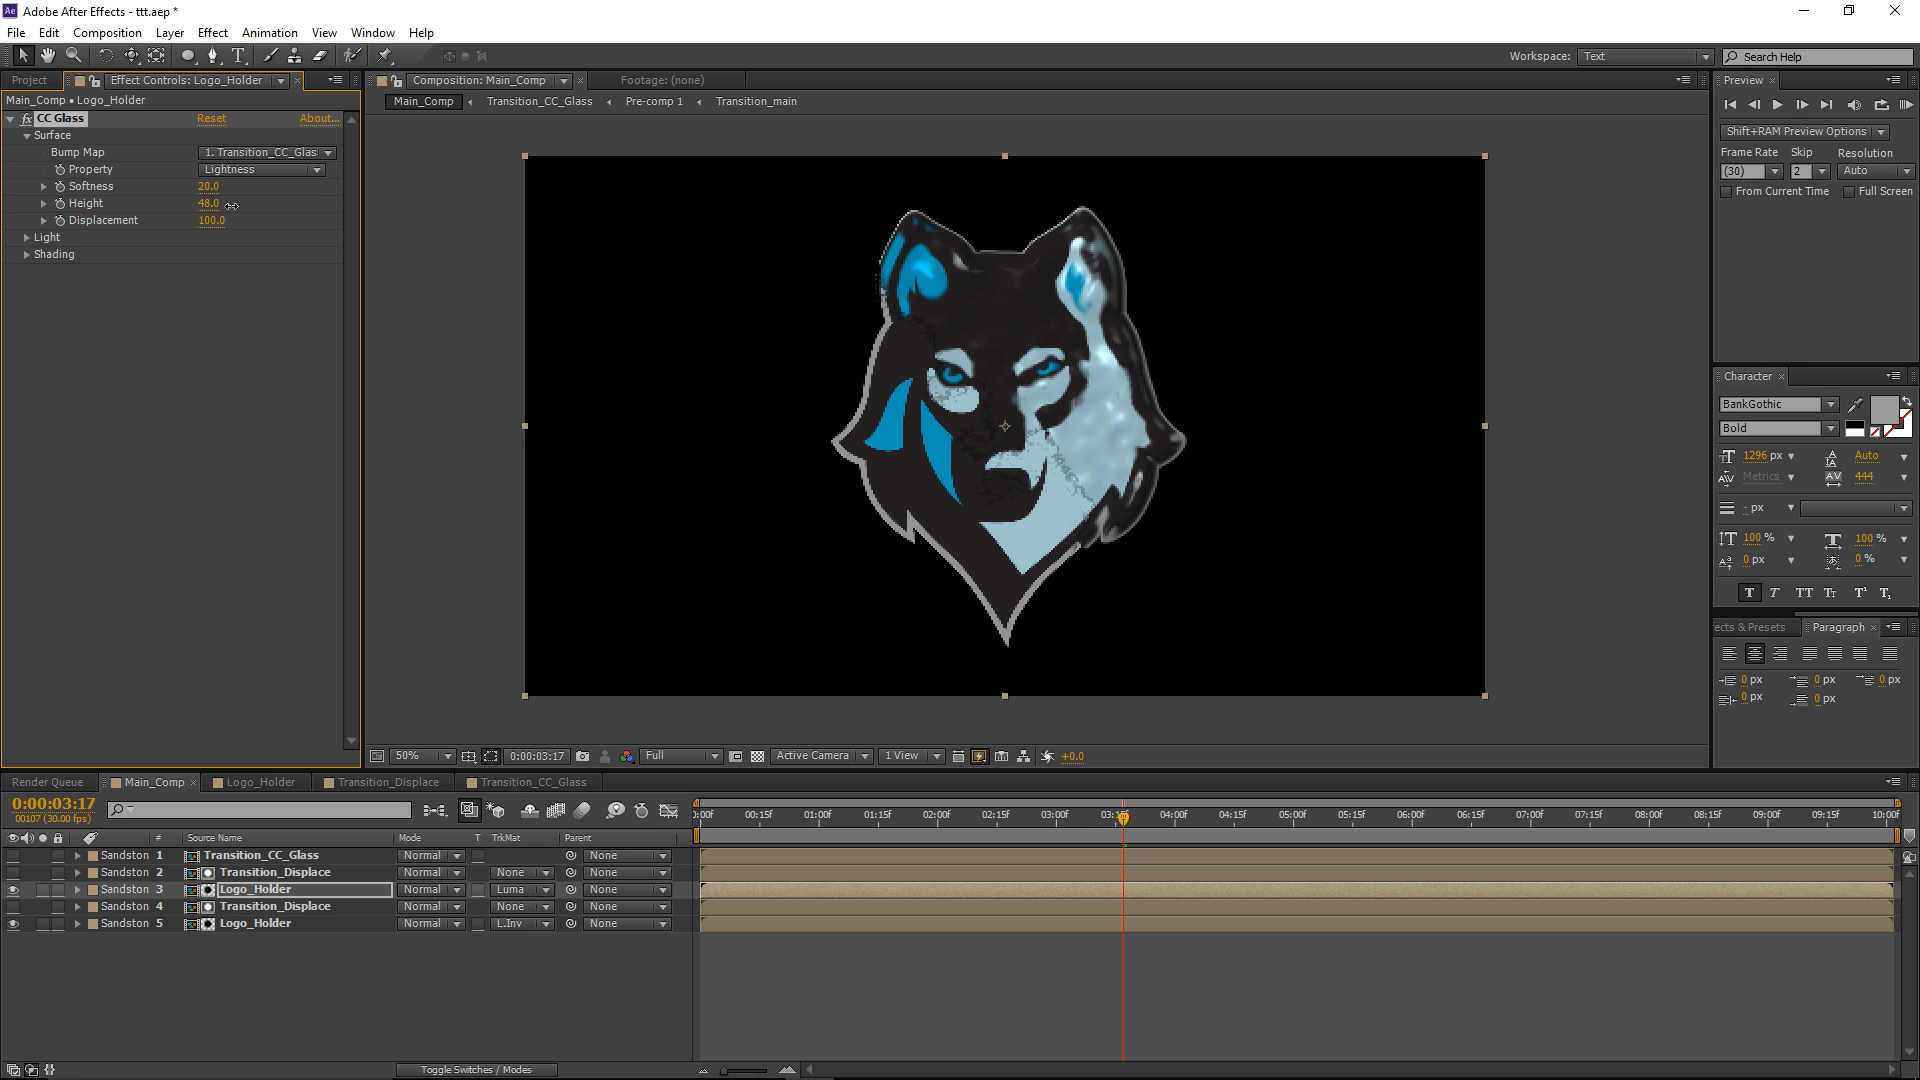 Ae Adobe After Effects - ttt.aep *
File Edit Composition Layer Effect Animation View Window Help
T Workspace: Text Search Help
Project Effect Controls: Logo_Holder Composition: Main_Comp Footage: (none) Preview
Main_Comp • Logo_Holder Main_Comp Transition_CC_Glass Pre-comp 1 Transition_main
fx CC Glass Reset About...
Surface
Bump Map 1. Transition_CC_Glas
Property Lightness
Softness 20.0
Height 48.0
Displacement 100.0
Light
Shading
Shift+RAM Preview Options
Frame Rate Skip Resolution
(30) 2 Auto
From Current Time Full Screen
Character
BankGothic
Bold
1296 px Auto
Metrics 444
- px
100 % 100 %
0 px 0 %
T T TT Tт T¹ T₁
ects & Presets Paragraph
0 px 0 px 0 px
0 px 0 px
50% 0:00:03:17 Full Active Camera 1 View +0.0
Render Queue Main_Comp Logo_Holder Transition_Displace Transition_CC_Glass
0:00:03:17
00107 (30.00 fps)
):00f 00:15f 01:00f 01:15f 02:00f 02:15f 03:00f 03:15f 04:00f 04:15f 05:00f 05:15f 06:00f 06:15f 07:00f 07:15f 08:00f 08:15f 09:00f 09:15f 10:00f
# Source Name Mode T TrkMat Parent
Sandston 1 Transition_CC_Glass Normal None
Sandston 2 Transition_Displace Normal None None
Sandston 3 Logo_Holder Normal Luma None
Sandston 4 Transition_Displace Normal None None
Sandston 5 Logo_Holder Normal L.Inv None
Toggle Switches / Modes